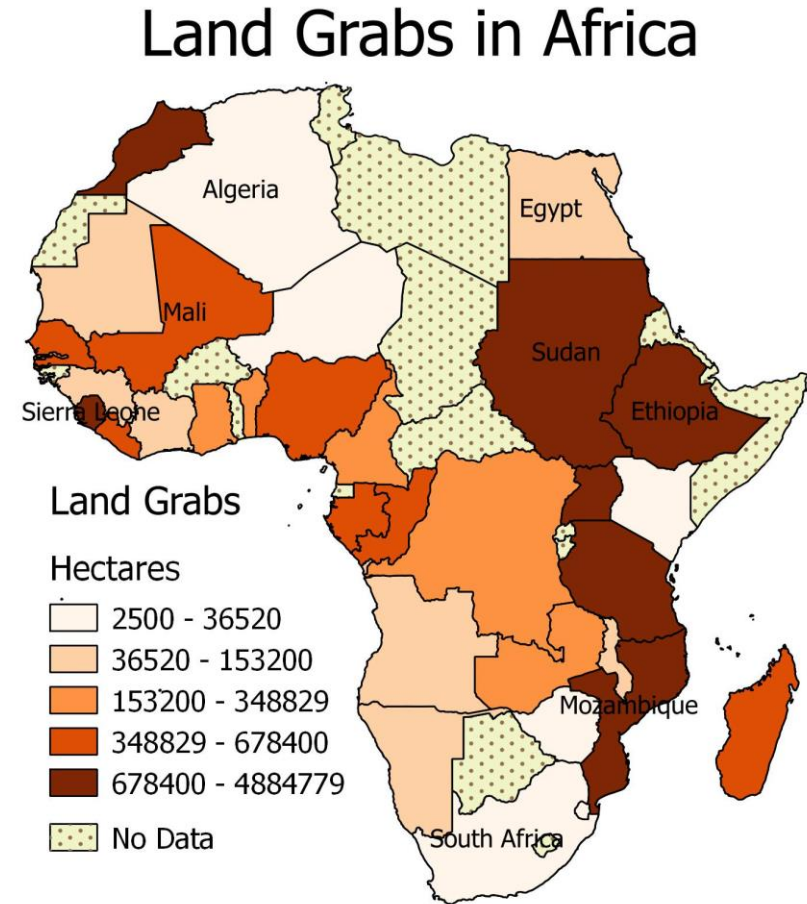 Land Grabs in Africa
Algeria
Egypt
Mali
Sudan
Sierra Leone
Ethiopia
Land Grabs
Hectares
2500 - 36520
36520 - 153200
153200 - 348829
Mozambique
348829 - 678400
678400 - 4884779
No Data
South Africa